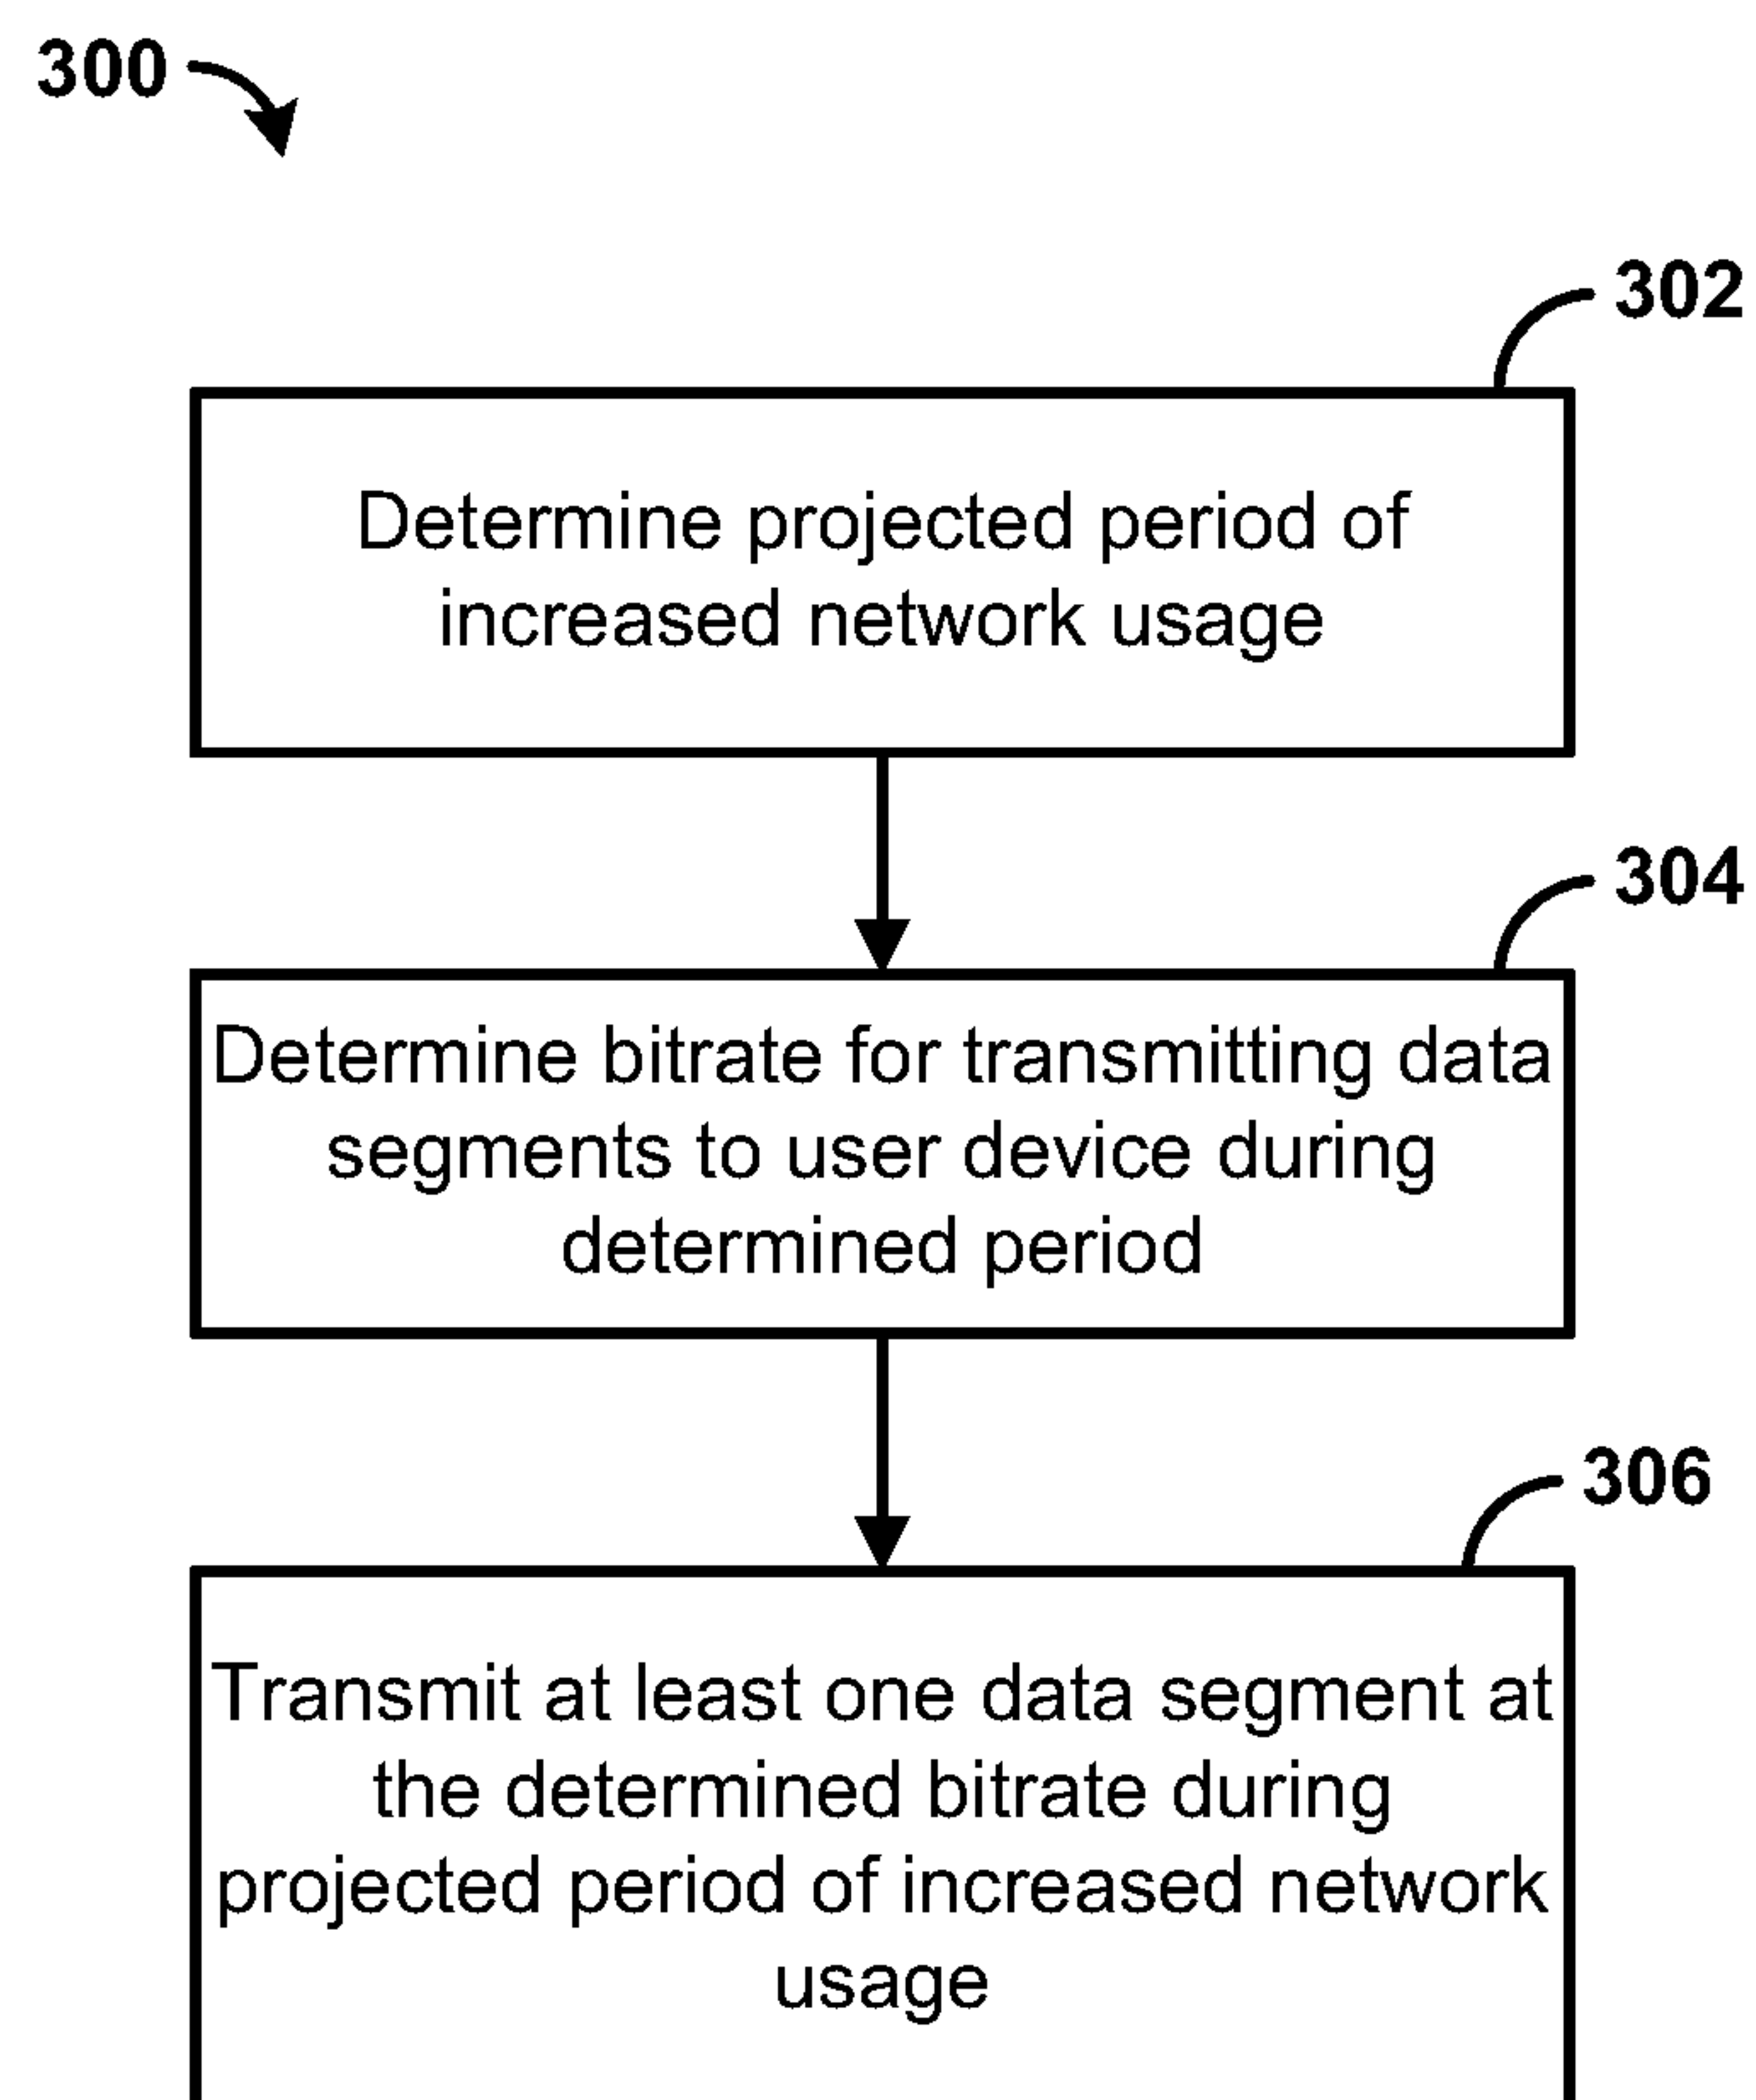 300
302
Determine projected period of
increased network usage
304
Determine bitrate for transmitting data
segments to user device during
determined period
306
Transmit at least one data segment at
the determined bitrate during
projected period of increased network
usage